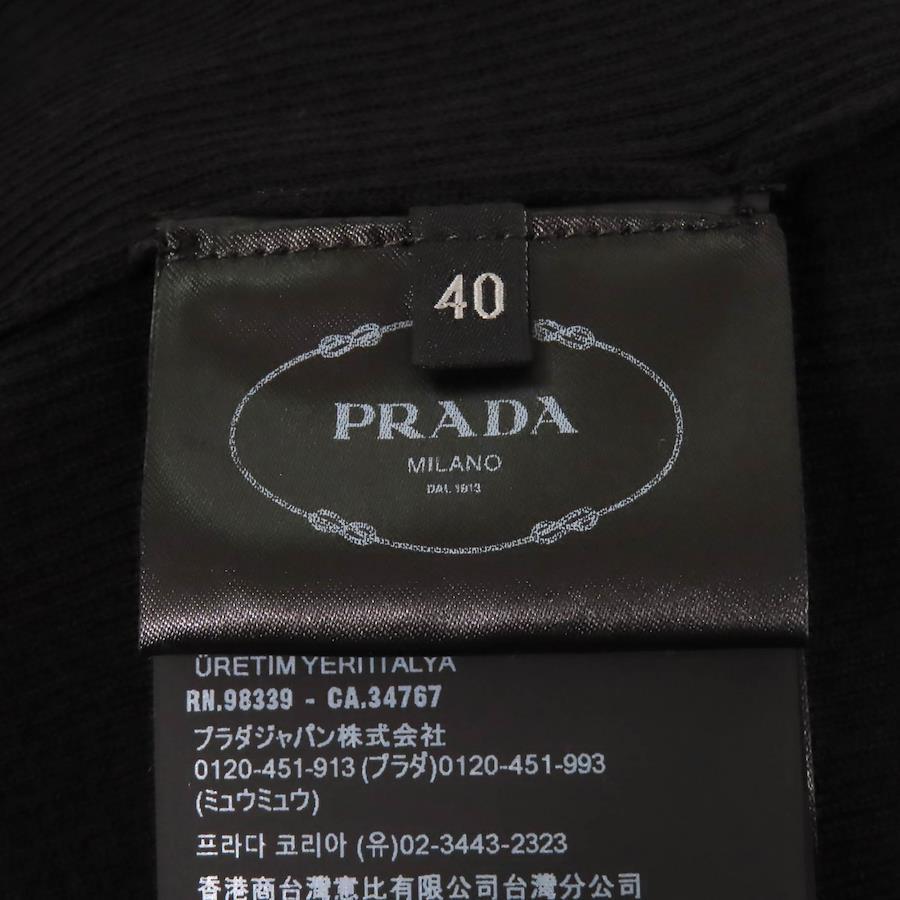 40
PRADA
MILANO
DAL 1913
ÜRETİM YERİ İTALYA
RN.98339 - CA.34767
プラダジャパン株式会社
0120-451-913 (プラダ)0120-451-993
(ミュウミュウ)
프라다 코리아 (유)02-3443-2323
香港商台灣意比有限公司台灣分公司